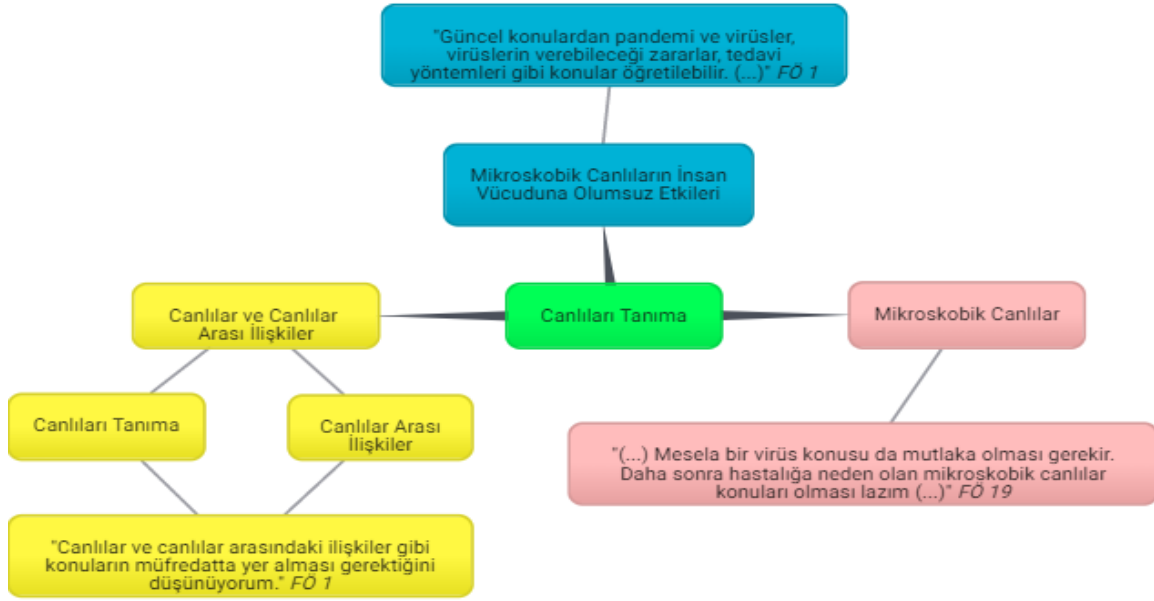 "Güncel konulardan pandemi ve virüsler,
virüslerin verebileceği zararlar, tedavi
yöntemleri gibi konular öğretilebilir. (...)" FÖ 1
Mikroskobik Canlıların İnsan
Vücuduna Olumsuz Etkileri
Canlılar ve Canlılar
Arası İlişkiler
Canlıları Tanıma
Mikroskobik Canlılar
Canlıları Tanıma
Canlılar Arası
İlişkiler
"(...) Mesela bir virüs konusu da mutlaka olması gerekir.
Daha sonra hastalığa neden olan mikroskobik canlılar
konuları olması lazım (...)" FÖ 19
"Canlılar ve canlılar arasındaki ilişkiler gibi
konuların müfredatta yer alması gerektiğini
düşünüyorum." FÖ 1